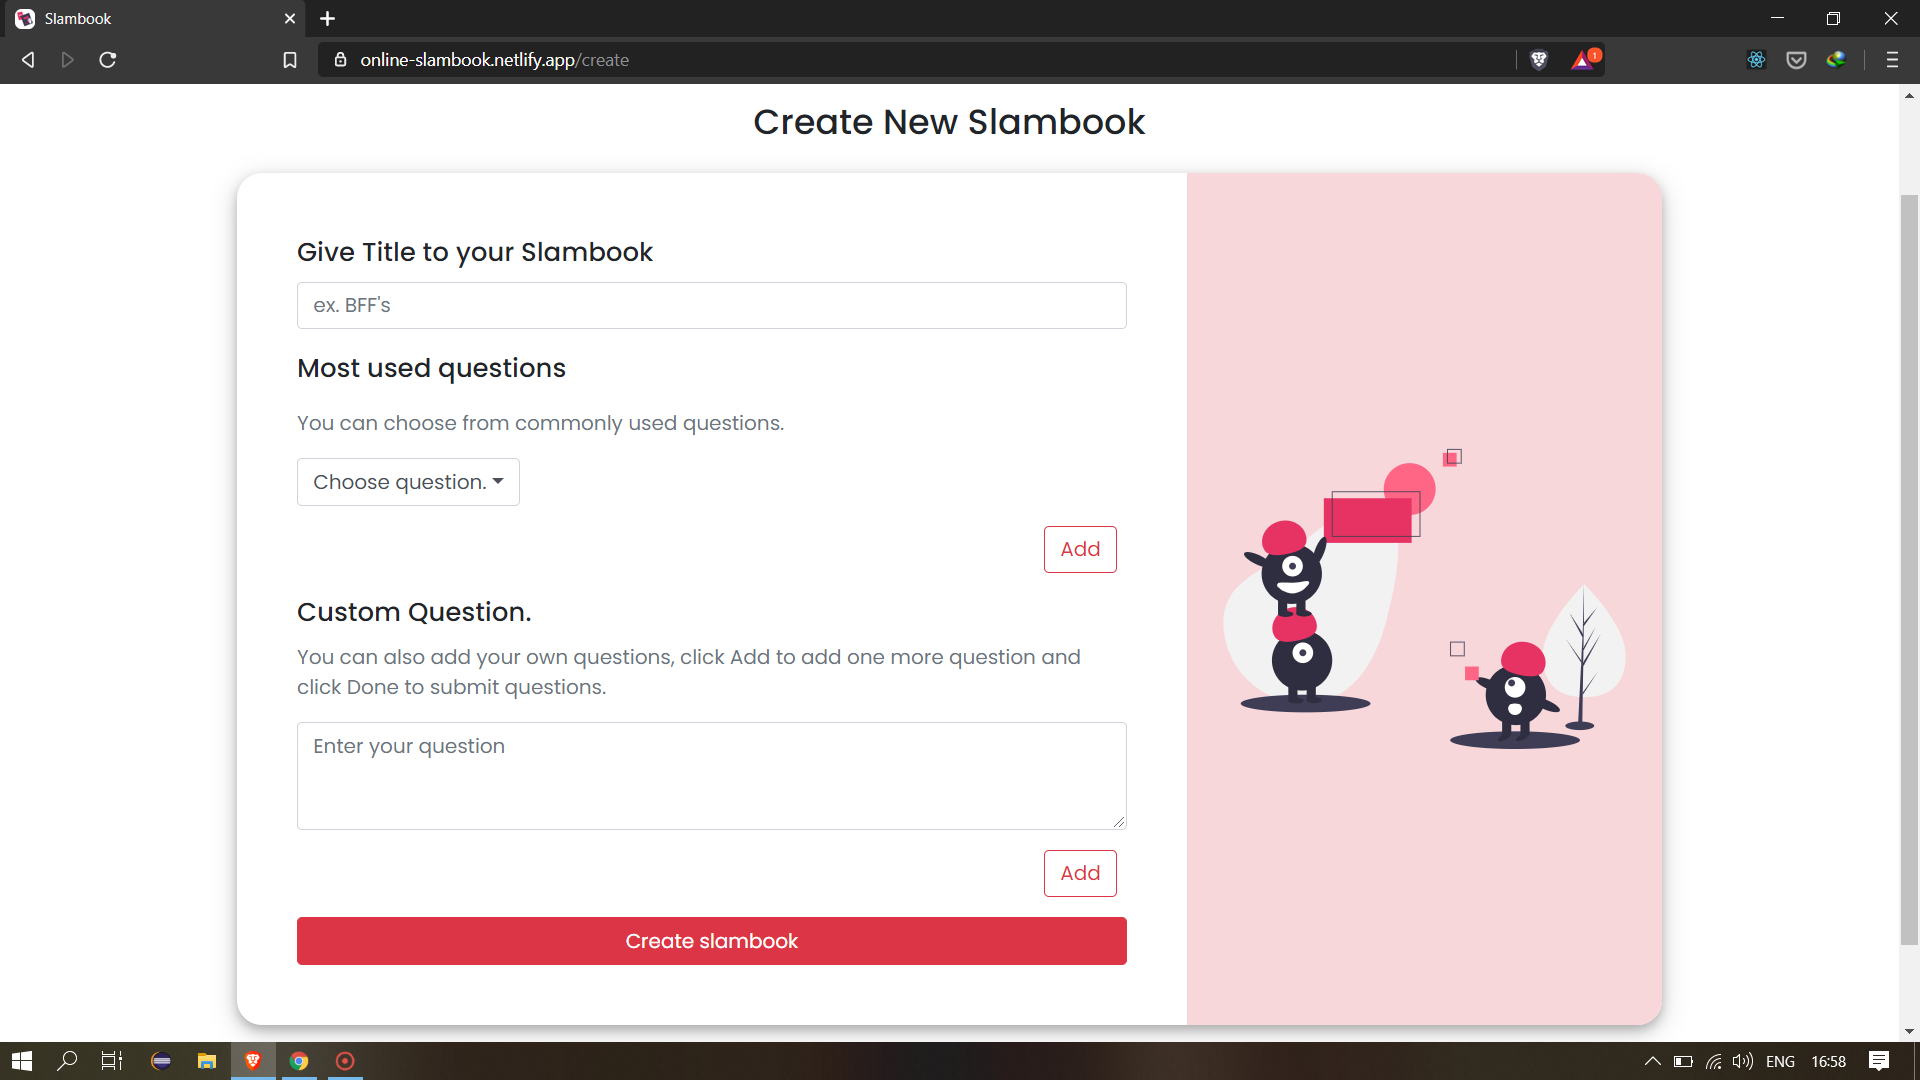 Slambook
online-slambook.netlify.app/create
1
Create New Slambook
Give Title to your Slambook
ex. BFF's
Most used questions
You can choose from commonly used questions.
Choose question.
Add
Custom Question.
You can also add your own questions, click Add to add one more question and
click Done to submit questions.
Enter your question
Add
Create slambook
ENG
16:58